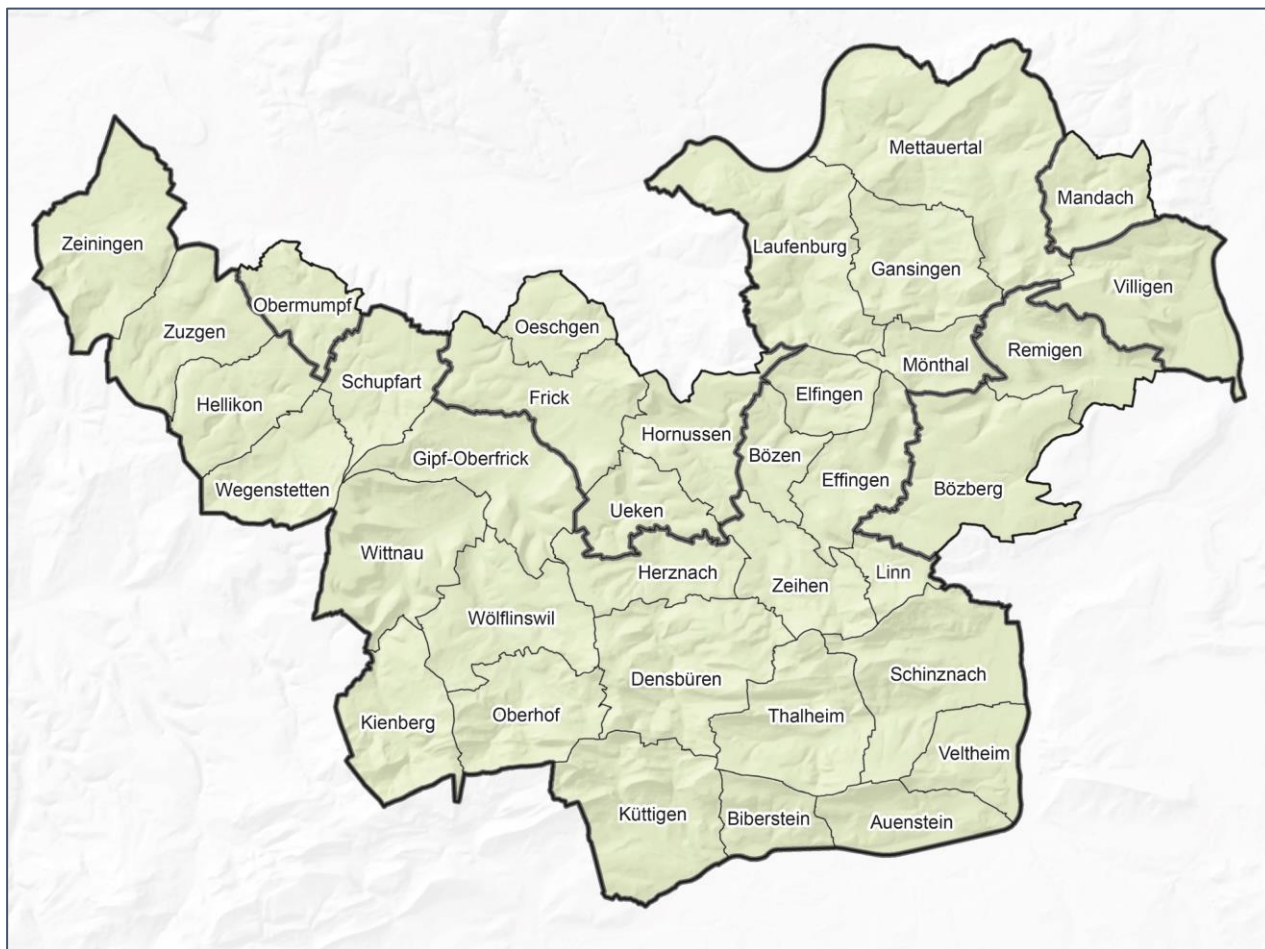 Mettauertal
Mandach
Zeiningen
Laufenburg
Gansingen
Villigen
Obermumpf
Oeschgen
Zuzgen
Remigen
Mönthal
Schupfart
Elfingen
Frick
Hellikon
Hornussen
Bözen
Gipf-Oberfrick
Effingen
Wegenstetten
Bözberg
Ueken
Wittnau
Herznach
Linn
Zeihen
Wölflinswil
Schinznach
Densbüren
Oberhof
Thalheim
Kienberg
Veltheim
Küttigen
Biberstein
Auenstein